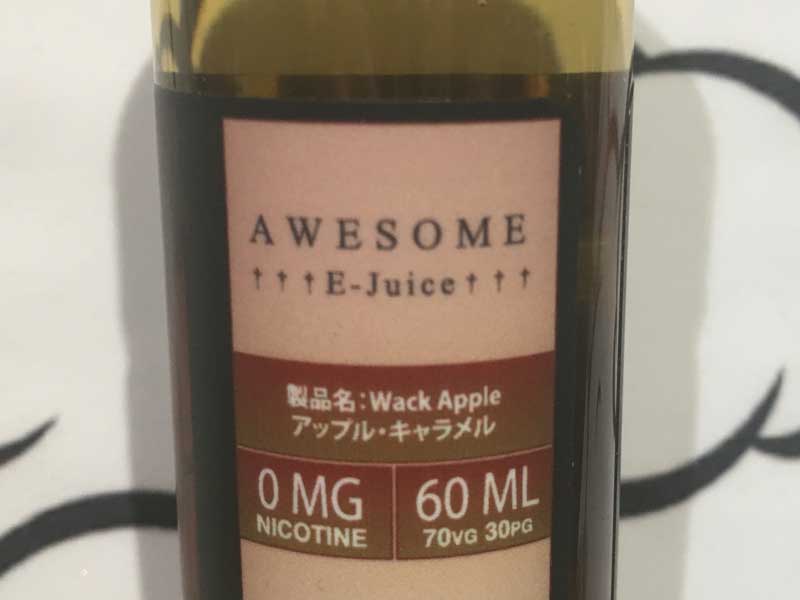 AWESOME
†††E-Juice†††
製品名：Wack Apple
アップル・キャラメル
0 MG
NICOTINE
60 ML
70VG 30PG